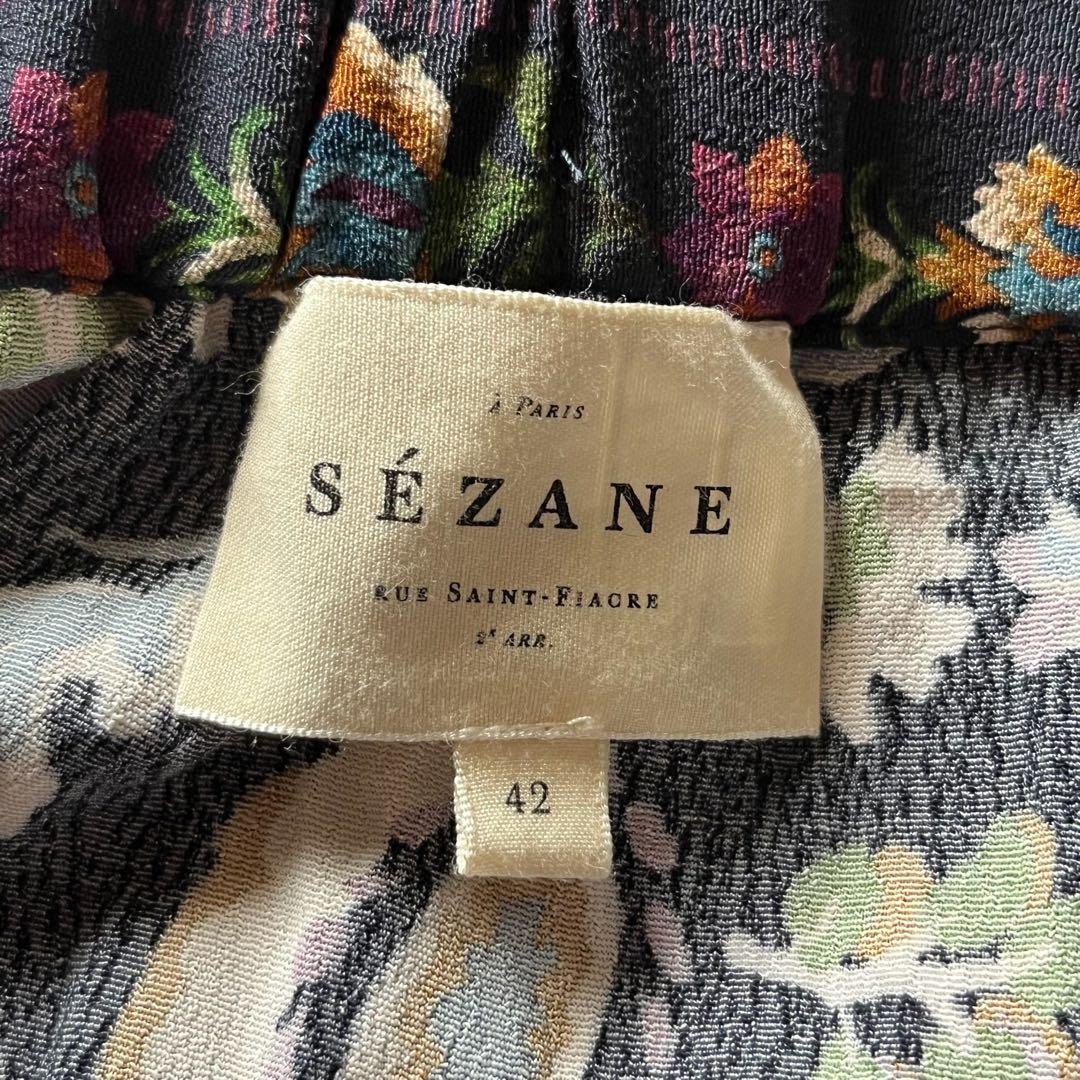 À PARIS
SÉZANE
RUE SAINT-FIACRE
2E ARR.
42